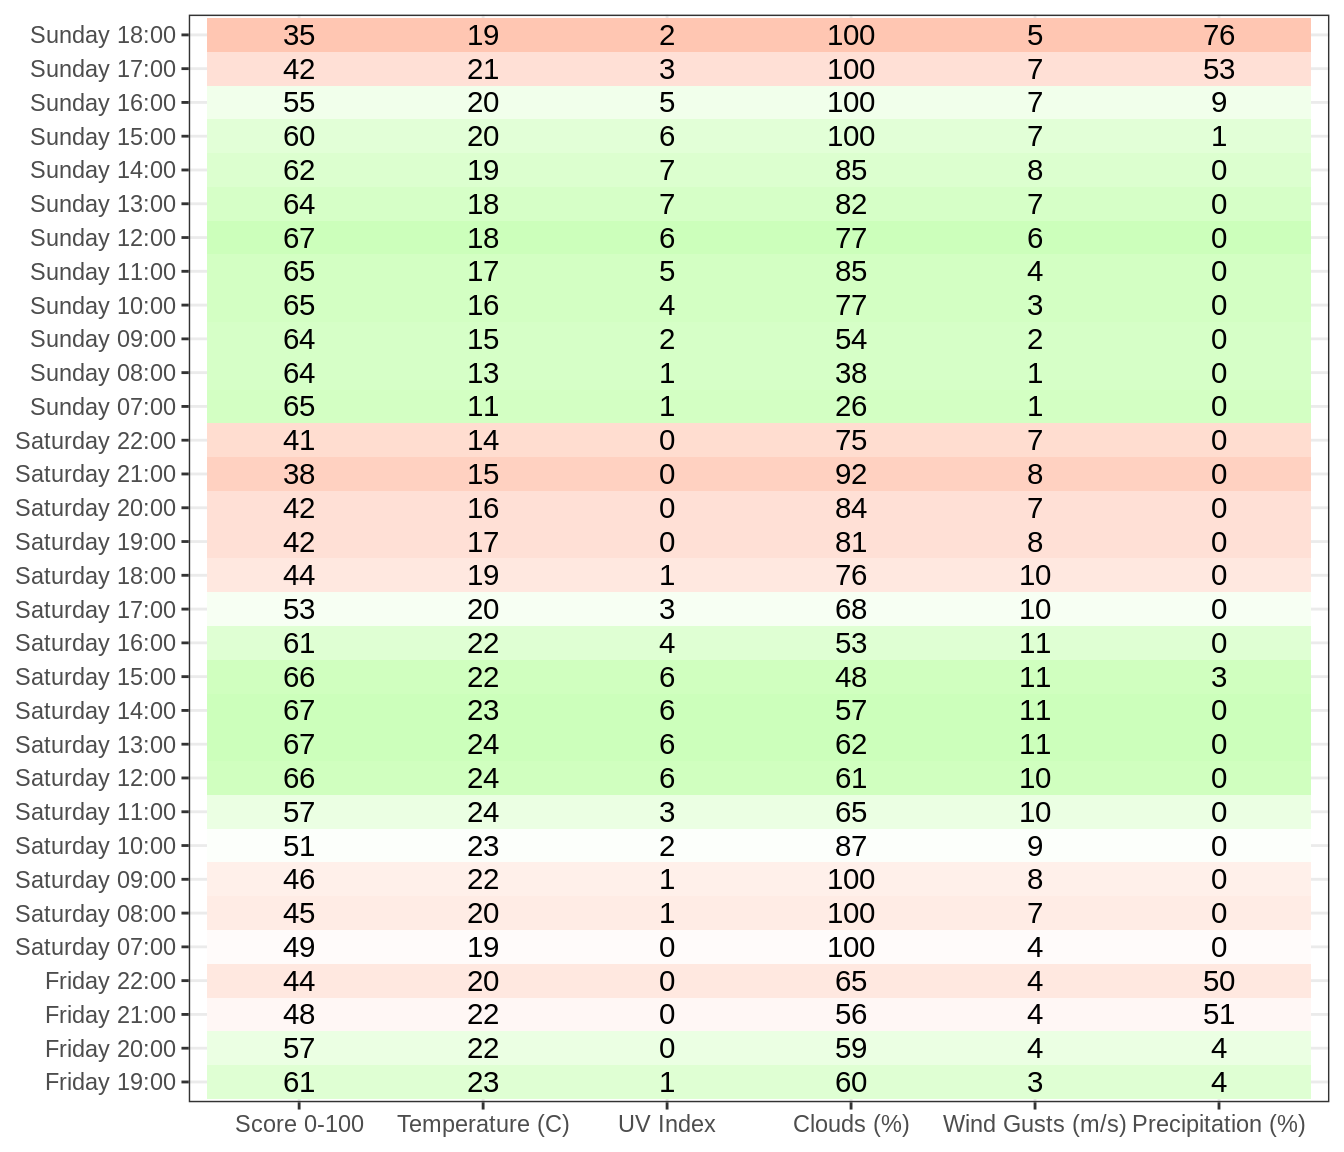 Sunday 18:00 35 19 2 100 5 76
Sunday 17:00 42 21 3 100 7 53
Sunday 16:00 55 20 5 100 7 9
Sunday 15:00 60 20 6 100 7 1
Sunday 14:00 62 19 7 85 8 0
Sunday 13:00 64 18 7 82 7 0
Sunday 12:00 67 18 6 77 6 0
Sunday 11:00 65 17 5 85 4 0
Sunday 10:00 65 16 4 77 3 0
Sunday 09:00 64 15 2 54 2 0
Sunday 08:00 64 13 1 38 1 0
Sunday 07:00 65 11 1 26 1 0
Saturday 22:00 41 14 0 75 7 0
Saturday 21:00 38 15 0 92 8 0
Saturday 20:00 42 16 0 84 7 0
Saturday 19:00 42 17 0 81 8 0
Saturday 18:00 44 19 1 76 10 0
Saturday 17:00 53 20 3 68 10 0
Saturday 16:00 61 22 4 53 11 0
Saturday 15:00 66 22 6 48 11 3
Saturday 14:00 67 23 6 57 11 0
Saturday 13:00 67 24 6 62 11 0
Saturday 12:00 66 24 6 61 10 0
Saturday 11:00 57 24 3 65 10 0
Saturday 10:00 51 23 2 87 9 0
Saturday 09:00 46 22 1 100 8 0
Saturday 08:00 45 20 1 100 7 0
Saturday 07:00 49 19 0 100 4 0
Friday 22:00 44 20 0 65 4 50
Friday 21:00 48 22 0 56 4 51
Friday 20:00 57 22 0 59 4 4
Friday 19:00 61 23 1 60 3 4
Score 0-100 Temperature (C) UV Index Clouds (%) Wind Gusts (m/s) Precipitation (%)